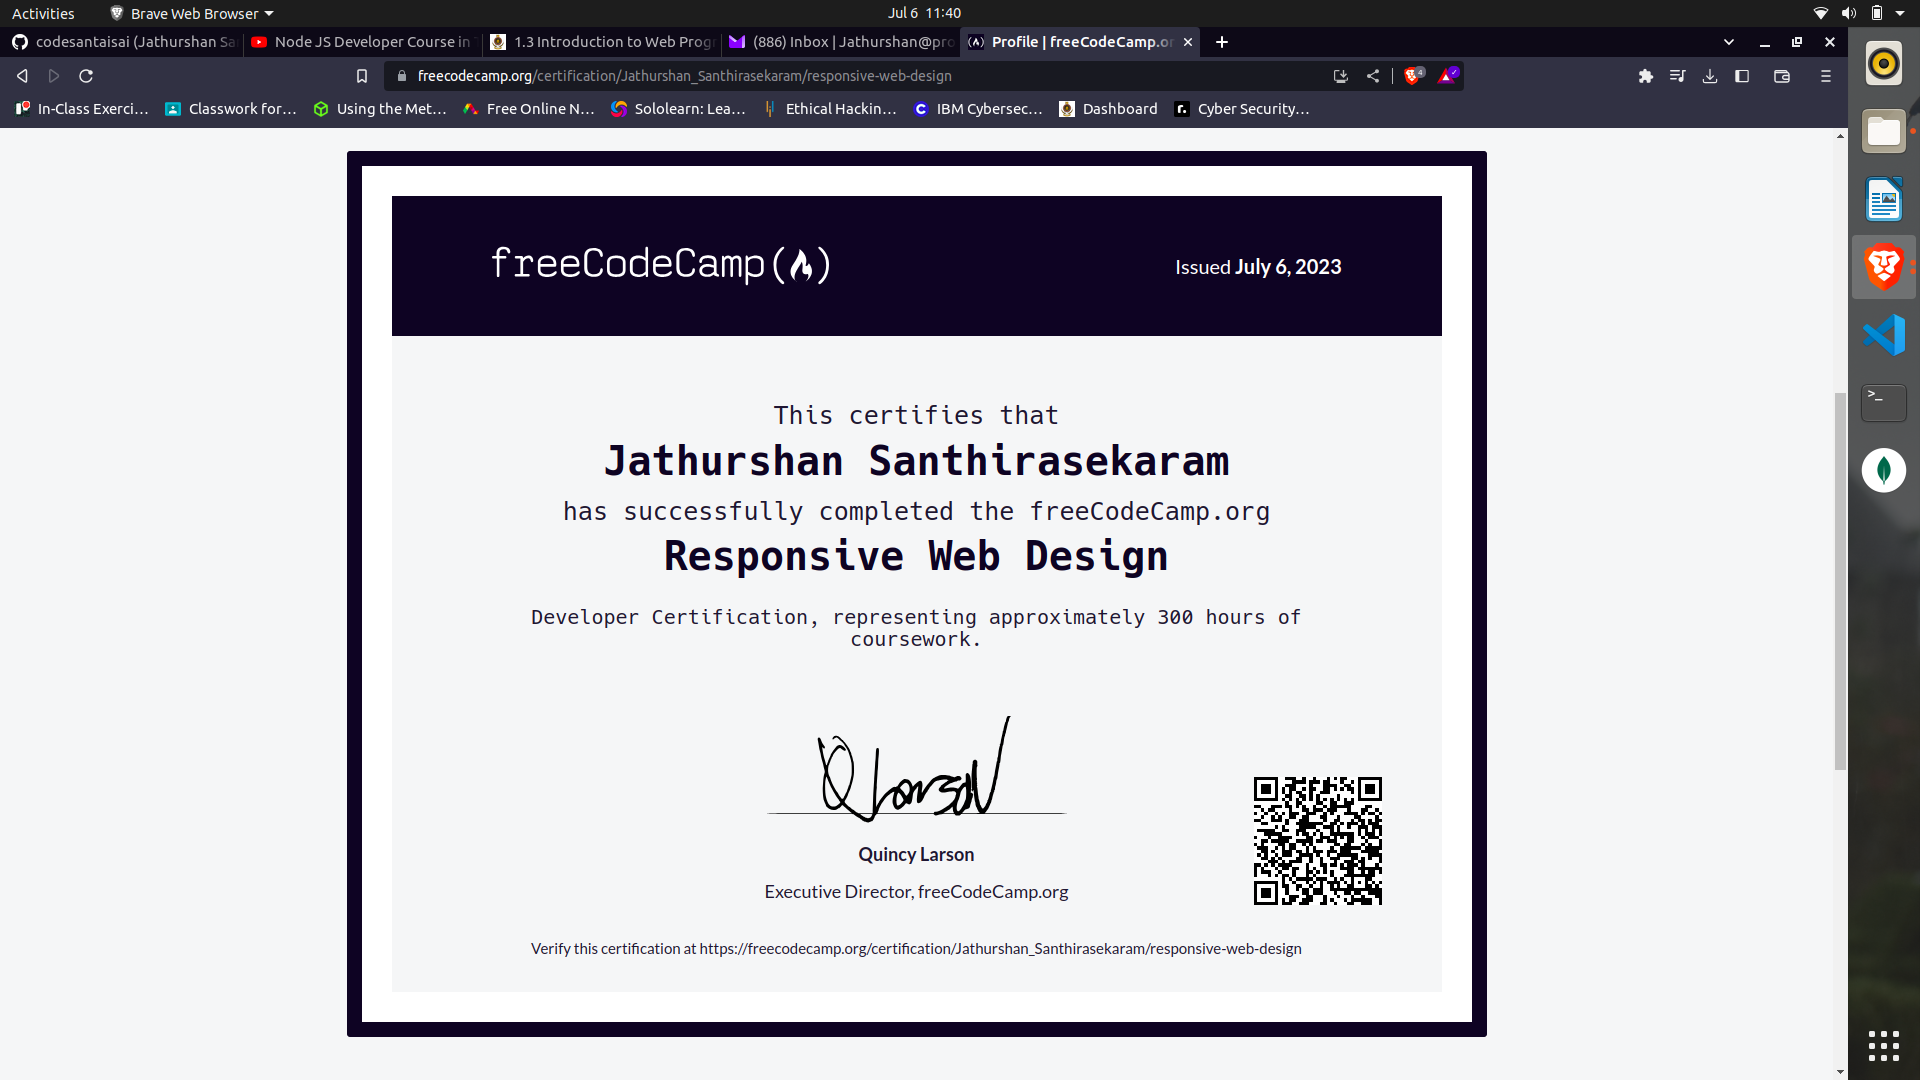 Activities
Brave Web Browser
Jul 6 11:40
codesantaisai (Jathurshan Sa
Node JS Developer Course in
1.3 Introduction to Web Progr
(886) Inbox | Jathurshan@pro
Profile | freeCodeCamp.or
freecodecamp.org/certification/Jathurshan_Santhirasekaram/responsive-web-design
4
In-Class Exerci...
Classwork for...
Using the Met...
Free Online N...
Sololearn: Lea...
Ethical Hackin...
IBM Cybersec...
Dashboard
Cyber Security...
freeCodeCamp
Issued July 6, 2023
This certifies that
Jathurshan Santhirasekaram
has successfully completed the freeCodeCamp.org
Responsive Web Design
Developer Certification, representing approximately 300 hours of
coursework.
Q Larson
Quincy Larson
Executive Director, freeCodeCamp.org
Verify this certification at https://freecodecamp.org/certification/Jathurshan_Santhirasekaram/responsive-web-design